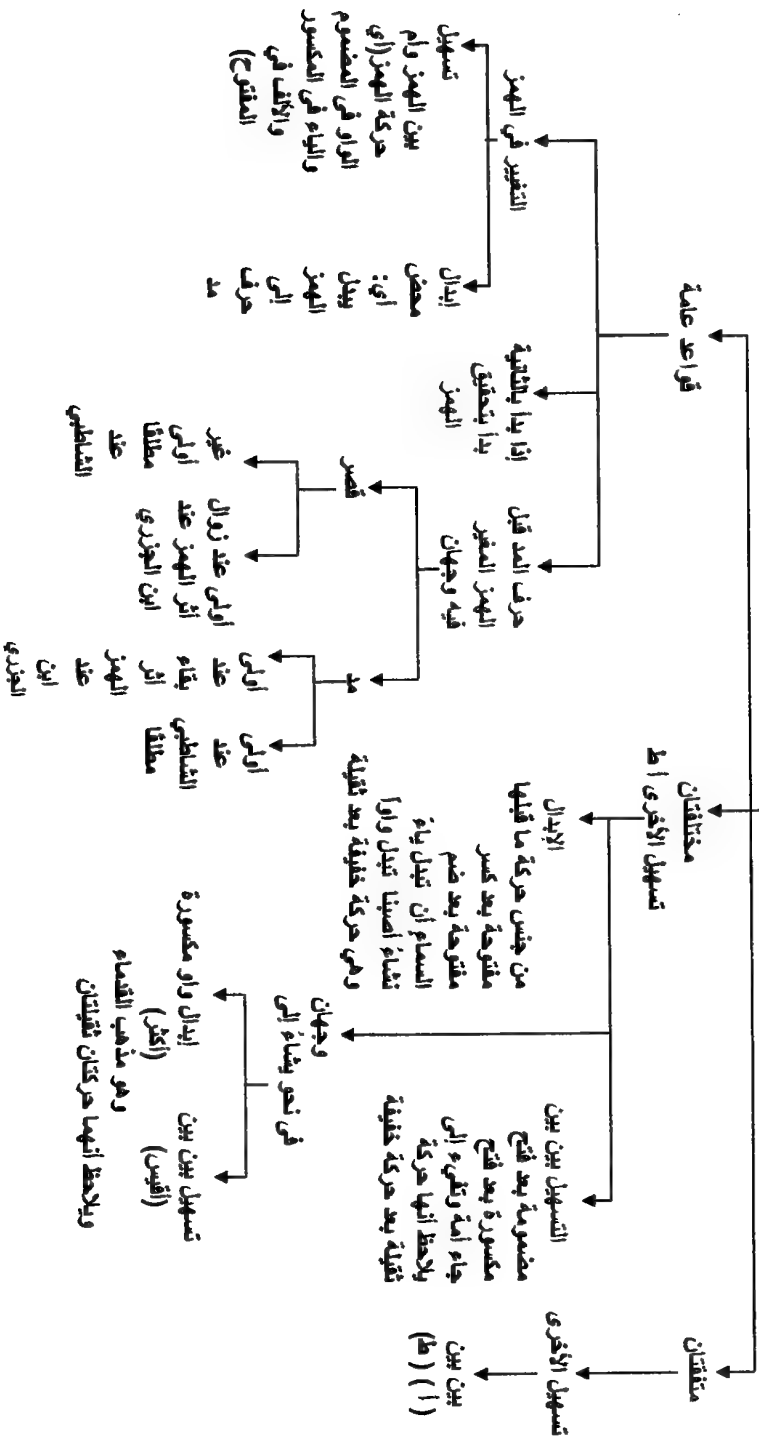 متفقتان
تسهيل الأخرى
بين بين
( أ ) ( ط )
مختلفتان
تسهيل الأخرى أ ط
التسهيل بين بين
مضمومة بعد فتح
مكسورة بعد فتح
جاء أمة وتفيء إلى
يلاحظ أنها حركة
ثقيلة بعد حركة خفيفة
وجهان
في نحو يشاءُ إلى
تسهيل بين بين
(أقيس)
إبدال واو مكسورة
(أكثر)
وهو مذهب القدماء
ويلاحظ أنهما حركتان ثقيلتان
الإبدال
من جنس حركة ما قبلها
مفتوحة بعد كسر
مفتوحة بعد ضم
السماءِ أن تبدل ياءً
نشاءُ أصبنا تبدل واواً
وهي حركة خفيفة بعد ثقيلة
قواعد عامة
حرف المد قبل
الهمز المغير
فيه وجهان
مد
أولى
عند
الشاطبي
مطلقا
أولى
عند
بقاء
أثر
الهمز
عند
ابن
الجزري
قصر
أولى عند زوال
أثر الهمز عند
ابن الجزري
غير
أولى
مطلقا
عند
الشاطبي
إذا بدأ بالثانية
بدأ بتحقيق
الهمز
التغيير في الهمز
إبدال
محض
أي:
يبدل
الهمز
إلى
حرف
مد
تسهيل
بين الهمز وأم
حركة الهمز(أي
الواو في المضموم
والياء في المكسور
والألف في
المفتوح)